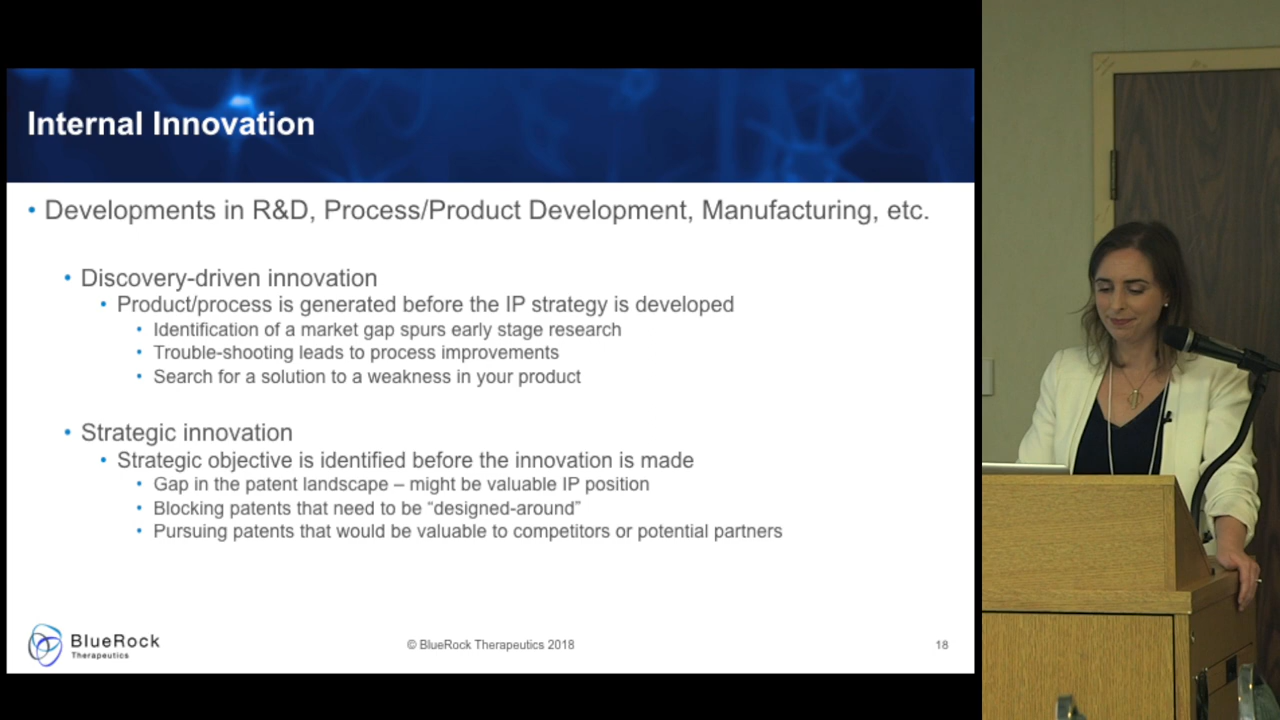 Internal Innovation
• Developments in R&D, Process/Product Development, Manufacturing, etc.
• Discovery-driven innovation
• Product/process is generated before the IP strategy is developed
• Identification of a market gap spurs early stage research
• Trouble-shooting leads to process improvements
• Search for a solution to a weakness in your product
• Strategic innovation
• Strategic objective is identified before the innovation is made
• Gap in the patent landscape – might be valuable IP position
• Blocking patents that need to be “designed-around”
• Pursuing patents that would be valuable to competitors or potential partners
BlueRock
Therapeutics
© BlueRock Therapeutics 2018
18